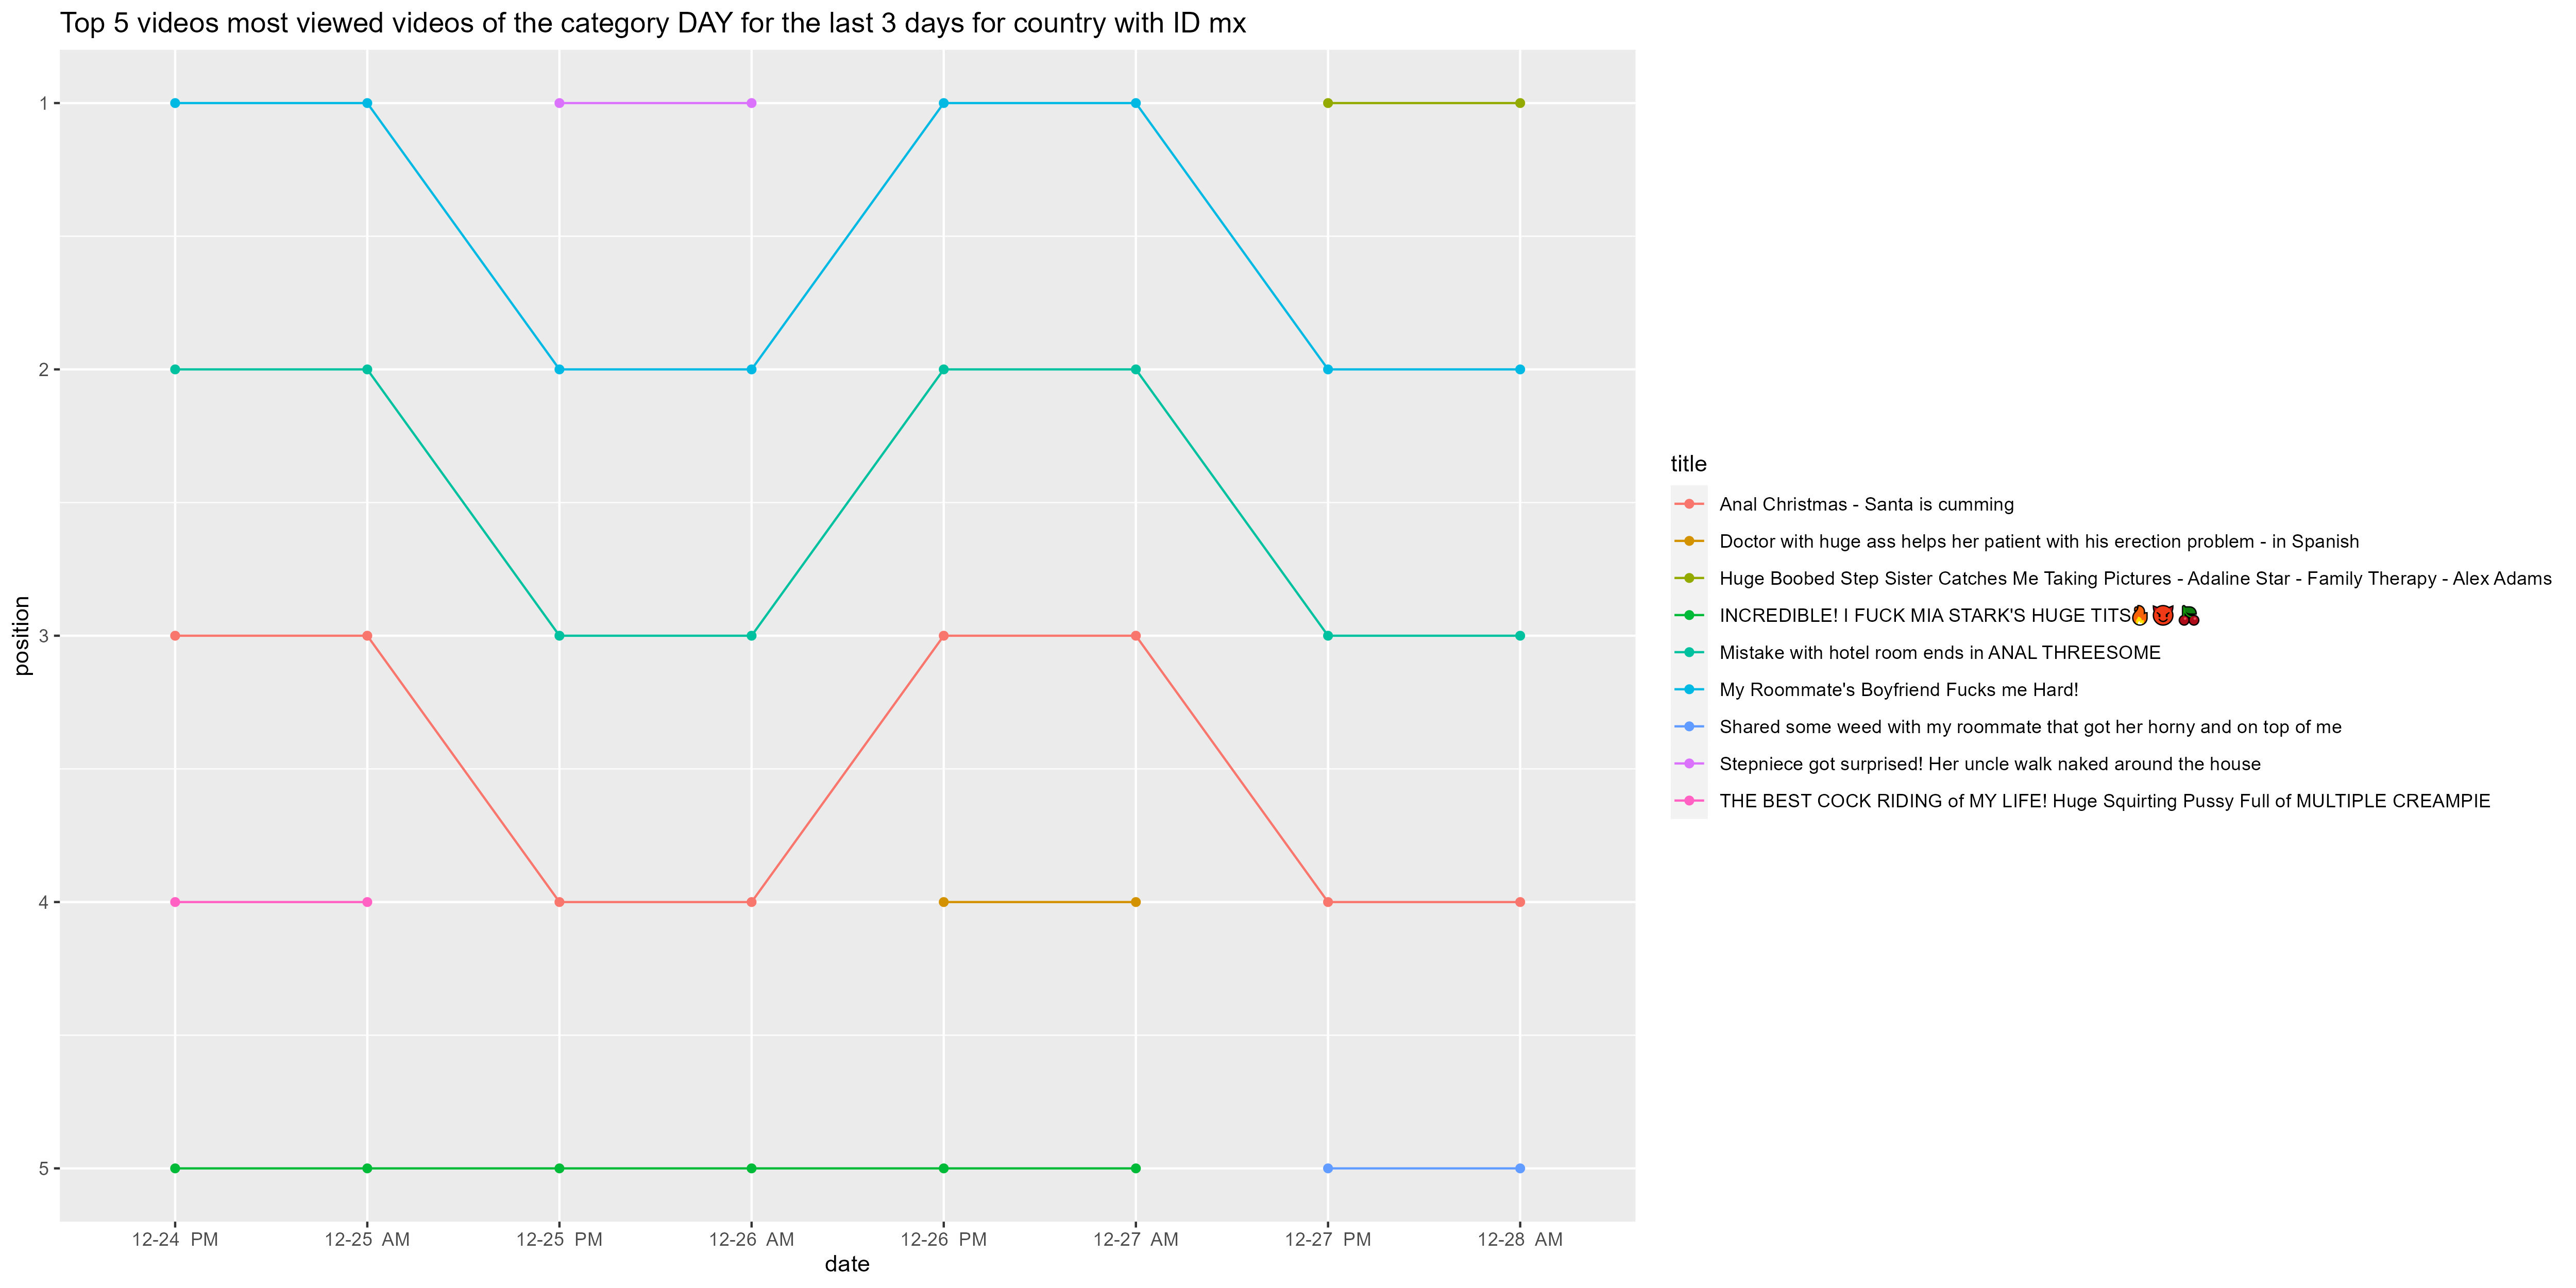 Top 5 videos most viewed videos of the category DAY for the last 3 days for country with ID mx
1
2
3
4
5
position
12-24 PM
12-25 AM
12-25 PM
12-26 AM
12-26 PM
12-27 AM
12-27 PM
12-28 AM
date
title
Anal Christmas - Santa is cumming
Doctor with huge ass helps her patient with his erection problem - in Spanish
Huge Boobed Step Sister Catches Me Taking Pictures - Adaline Star - Family Therapy - Alex Adams
INCREDIBLE! I FUCK MIA STARK'S HUGE TITS🔥😈🍒
Mistake with hotel room ends in ANAL THREESOME
My Roommate's Boyfriend Fucks me Hard!
Shared some weed with my roommate that got her horny and on top of me
Stepniece got surprised! Her uncle walk naked around the house
THE BEST COCK RIDING of MY LIFE! Huge Squirting Pussy Full of MULTIPLE CREAMPIE